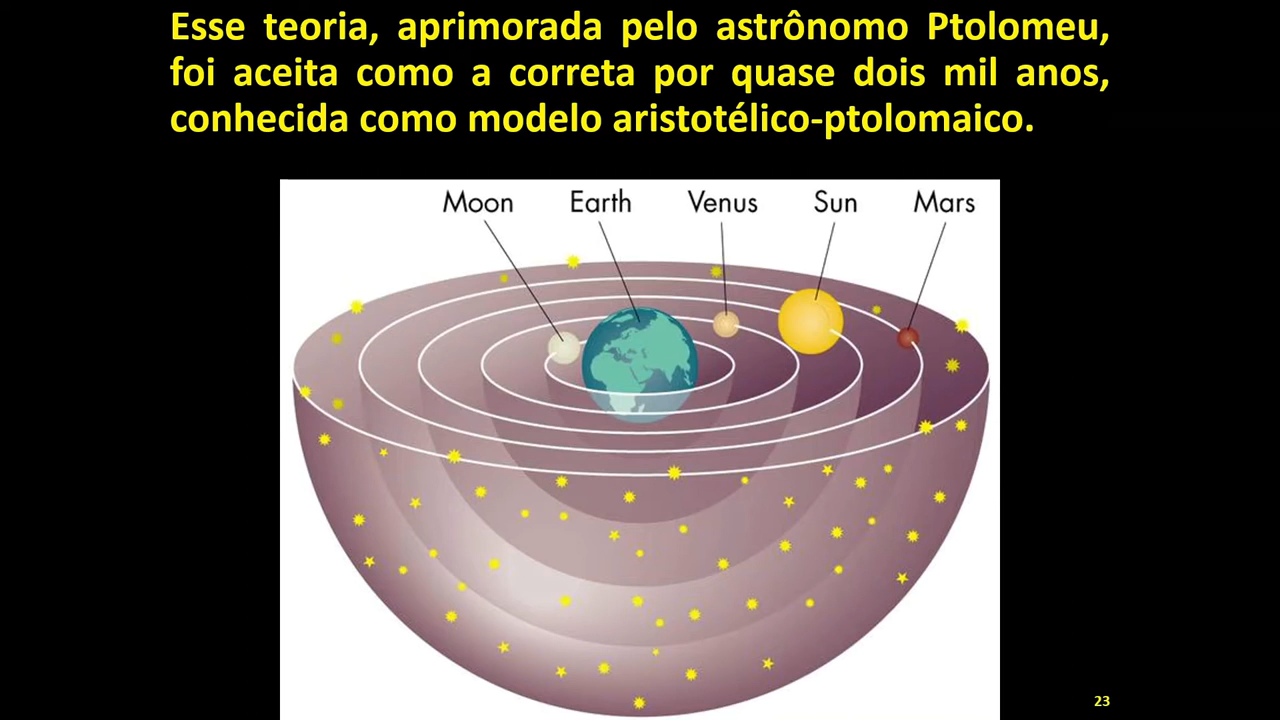 Esse teoria, aprimorada pelo astrônomo Ptolomeu,
foi aceita como a correta por quase dois mil anos,
conhecida como modelo aristotélico-ptolomaico.
Moon Earth Venus Sun Mars
23